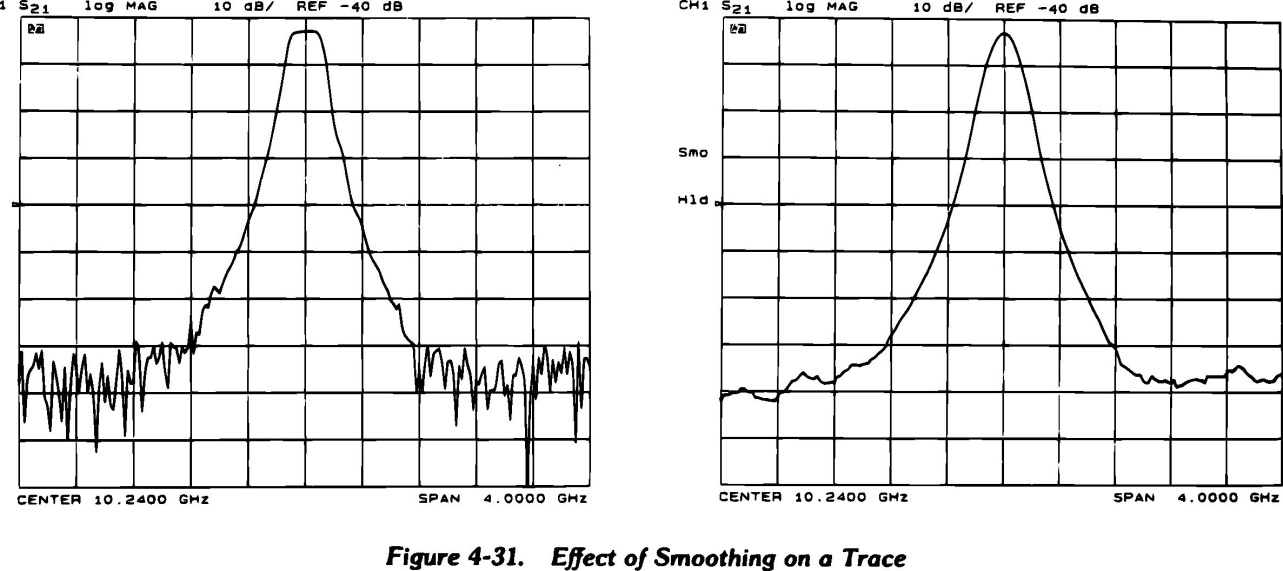 1 S21 log MAG 10 dB/ REF -40 dB
CENTER 10.2400 GHz SPAN 4.0000 GHz
CH1 S21 log MAG 10 dB/ REF -40 dB
Smo
Hld
CENTER 10.2400 GHz SPAN 4.0000 GHz
Figure 4-31. Effect of Smoothing on a Trace